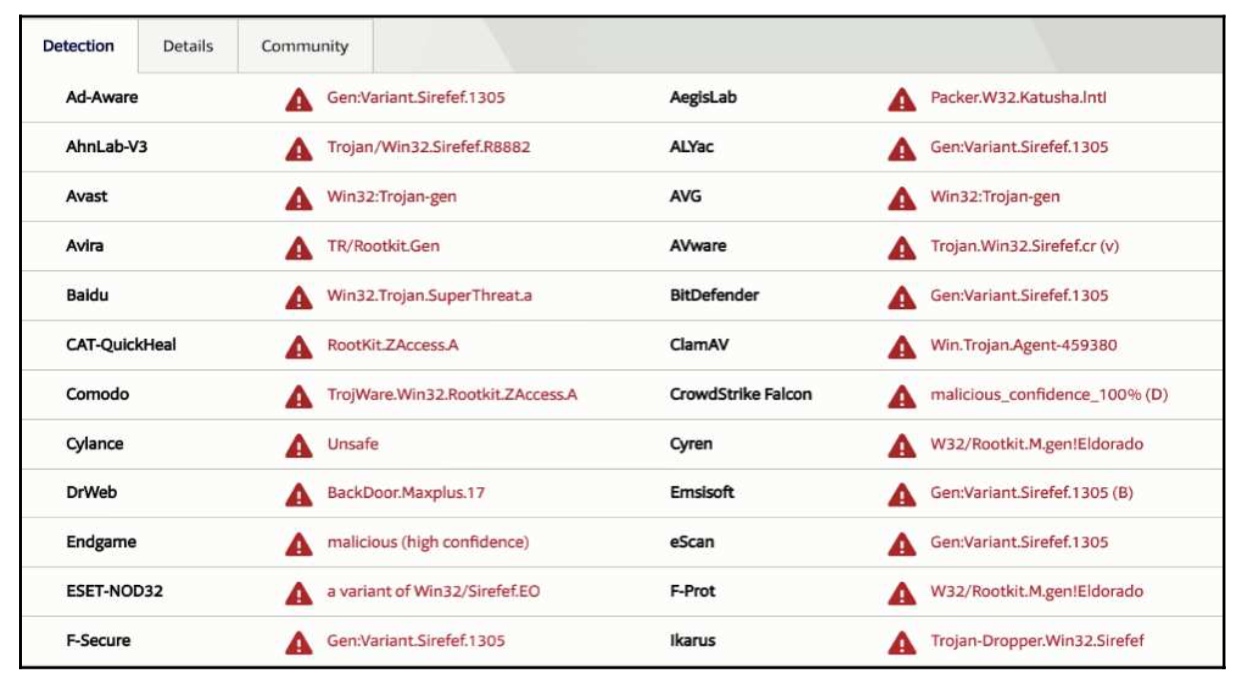 Detection Details Community
Ad-Aware Gen:Variant.Sirefef.1305 AegisLab Packer.W32.Katusha.lntl
AhnLab-V3 Trojan/Win32.Sirefef.R8882 ALYac Gen:Variant.Sirefef.1305
Avast Win32:Trojan-gen AVG Win32:Trojan-gen
Avira TR/Rootkit.Gen AVware Trojan.Win32.Sirefef.cr (v)
Baidu Win32.Trojan.SuperThreat.a BitDefender Gen:Variant.Sirefef.1305
CAT-QuickHeal RootKit.ZAccess.A ClamAV Win.Trojan.Agent-459380
Comodo TrojWare.Win32.Rootkit.ZAccess.A CrowdStrike Falcon malicious_confidence_100% (D)
Cylance Unsafe Cyren W32/Rootkit.M.gen!Eldorado
DrWeb BackDoor.Maxplus.17 Emsisoft Gen:Variant.Sirefef.1305 (B)
Endgame malicious (high confidence) eScan Gen:Variant.Sirefef.1305
ESET-NOD32 a variant of Win32/Sirefef.EO F-Prot W32/Rootkit.M.gen!Eldorado
F-Secure Gen:Variant.Sirefef.1305 Ikarus Trojan-Dropper.Win32.Sirefef